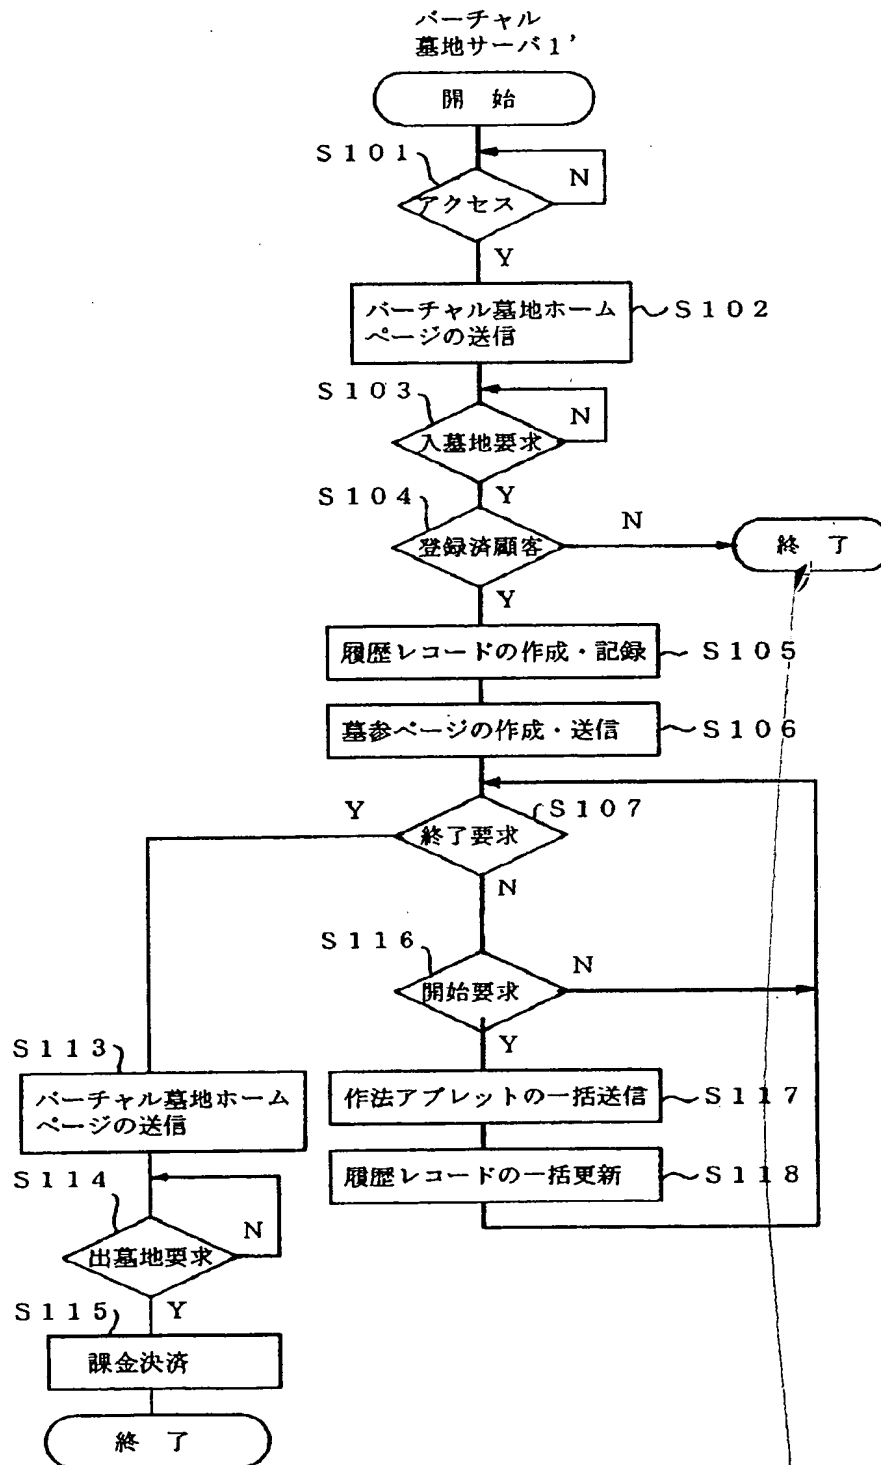 バーチャル
墓地サーバ1’
開 始
S101
アクセス
N
Y
バーチャル墓地ホーム
ページの送信
S102
S103
入墓地要求
N
Y
S104
登録済顧客
N
終 了
Y
履歴レコードの作成・記録
S105
墓参ページの作成・送信
S106
S107
終了要求
Y
N
S116
開始要求
N
Y
作法アプレットの一括送信
S117
履歴レコードの一括更新
S118
S113
バーチャル墓地ホーム
ページの送信
S114
出墓地要求
N
Y
S115
課金決済
終 了